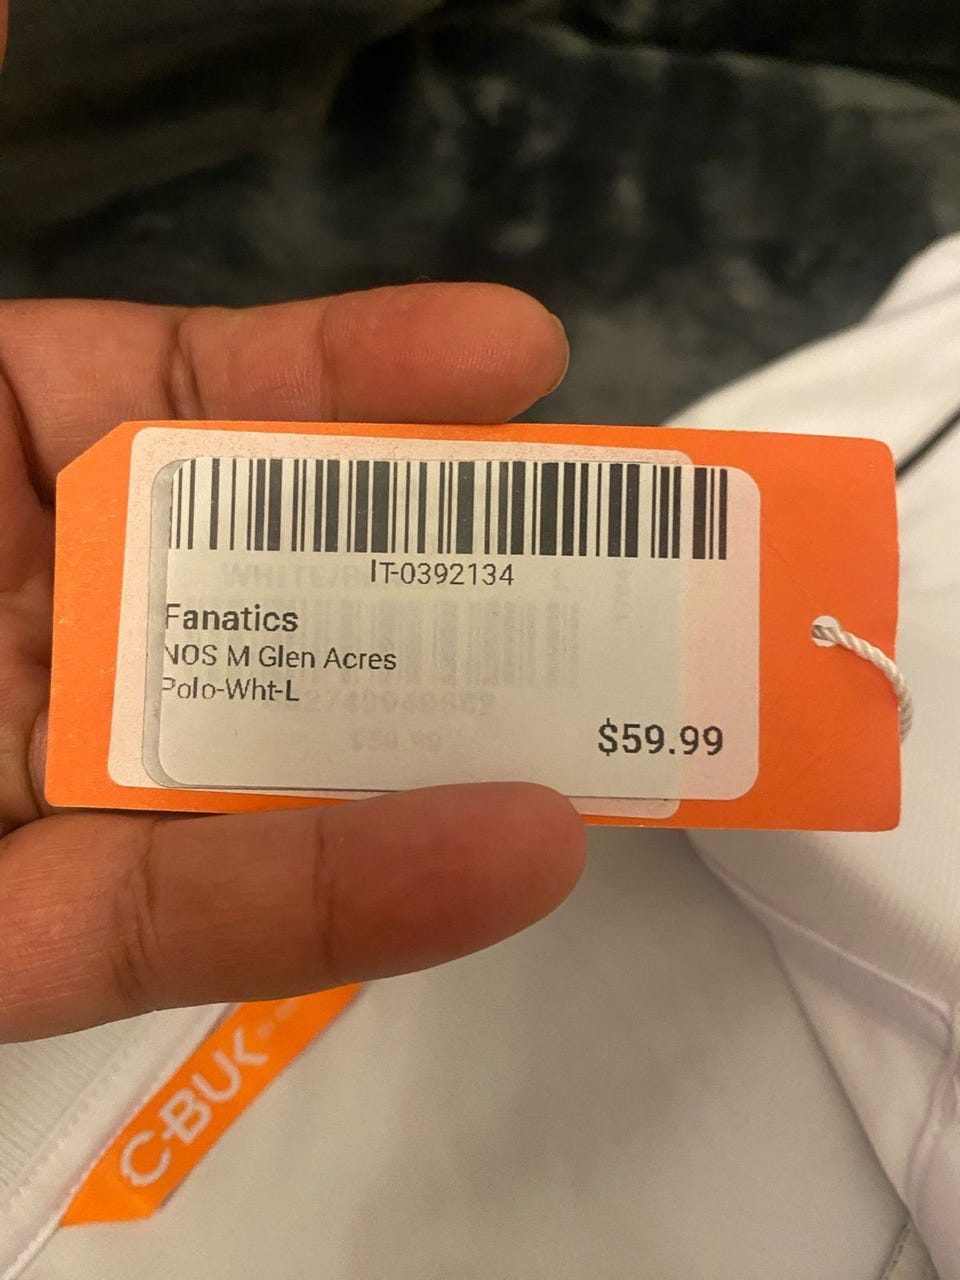 IT-0392134
Fanatics
NOS M Glen Acres
Polo-Wht-L
$59.99
C-BUK